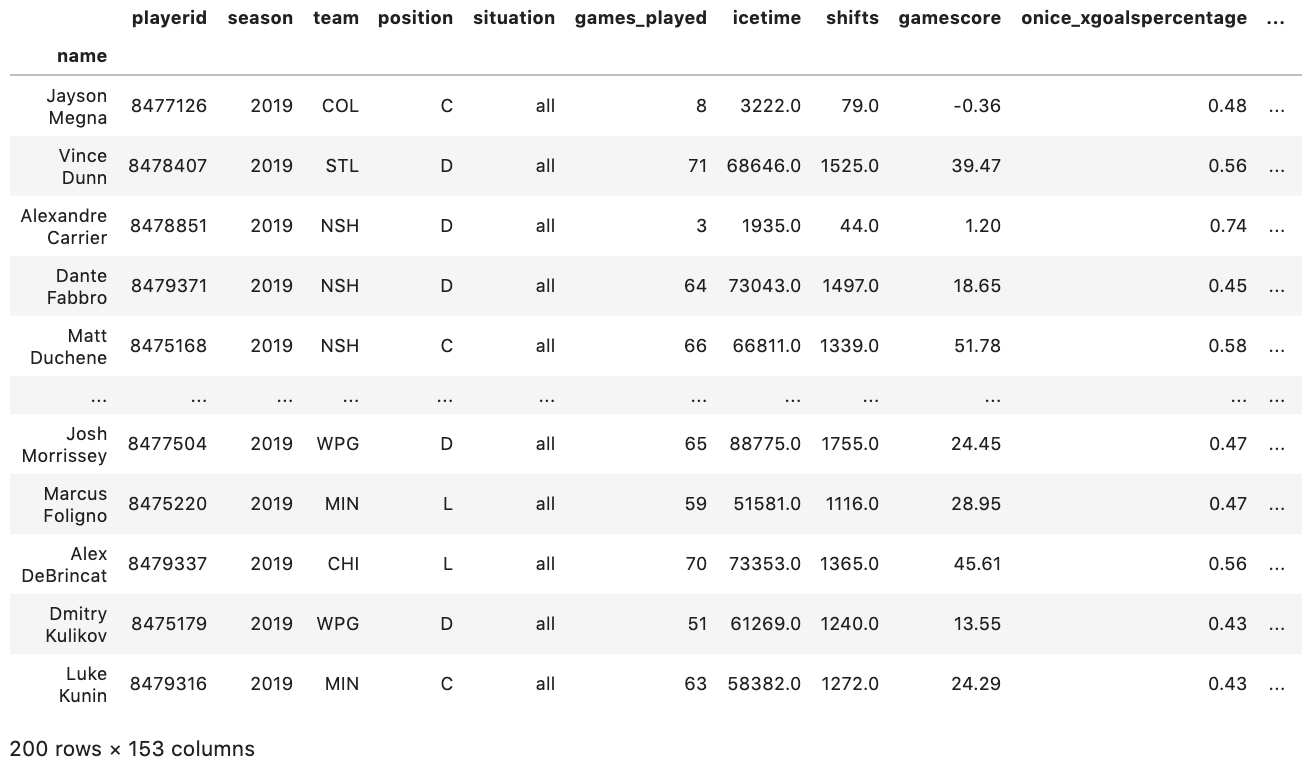 playerid season team position situation games_played icetime shifts gamescore onice_xgoalspercentage ...
name
Jayson Megna 8477126 2019 COL C all 8 3222.0 79.0 -0.36 0.48 ...
Vince Dunn 8478407 2019 STL D all 71 68646.0 1525.0 39.47 0.56 ...
Alexandre Carrier 8478851 2019 NSH D all 3 1935.0 44.0 1.20 0.74 ...
Dante Fabbro 8479371 2019 NSH D all 64 73043.0 1497.0 18.65 0.45 ...
Matt Duchene 8475168 2019 NSH C all 66 66811.0 1339.0 51.78 0.58 ...
... ... ... ... ... ... ... ... ... ... ... ...
Josh Morrissey 8477504 2019 WPG D all 65 88775.0 1755.0 24.45 0.47 ...
Marcus Foligno 8475220 2019 MIN L all 59 51581.0 1116.0 28.95 0.47 ...
Alex DeBrincat 8479337 2019 CHI L all 70 73353.0 1365.0 45.61 0.56 ...
Dmitry Kulikov 8475179 2019 WPG D all 51 61269.0 1240.0 13.55 0.43 ...
Luke Kunin 8479316 2019 MIN C all 63 58382.0 1272.0 24.29 0.43 ...
200 rows × 153 columns